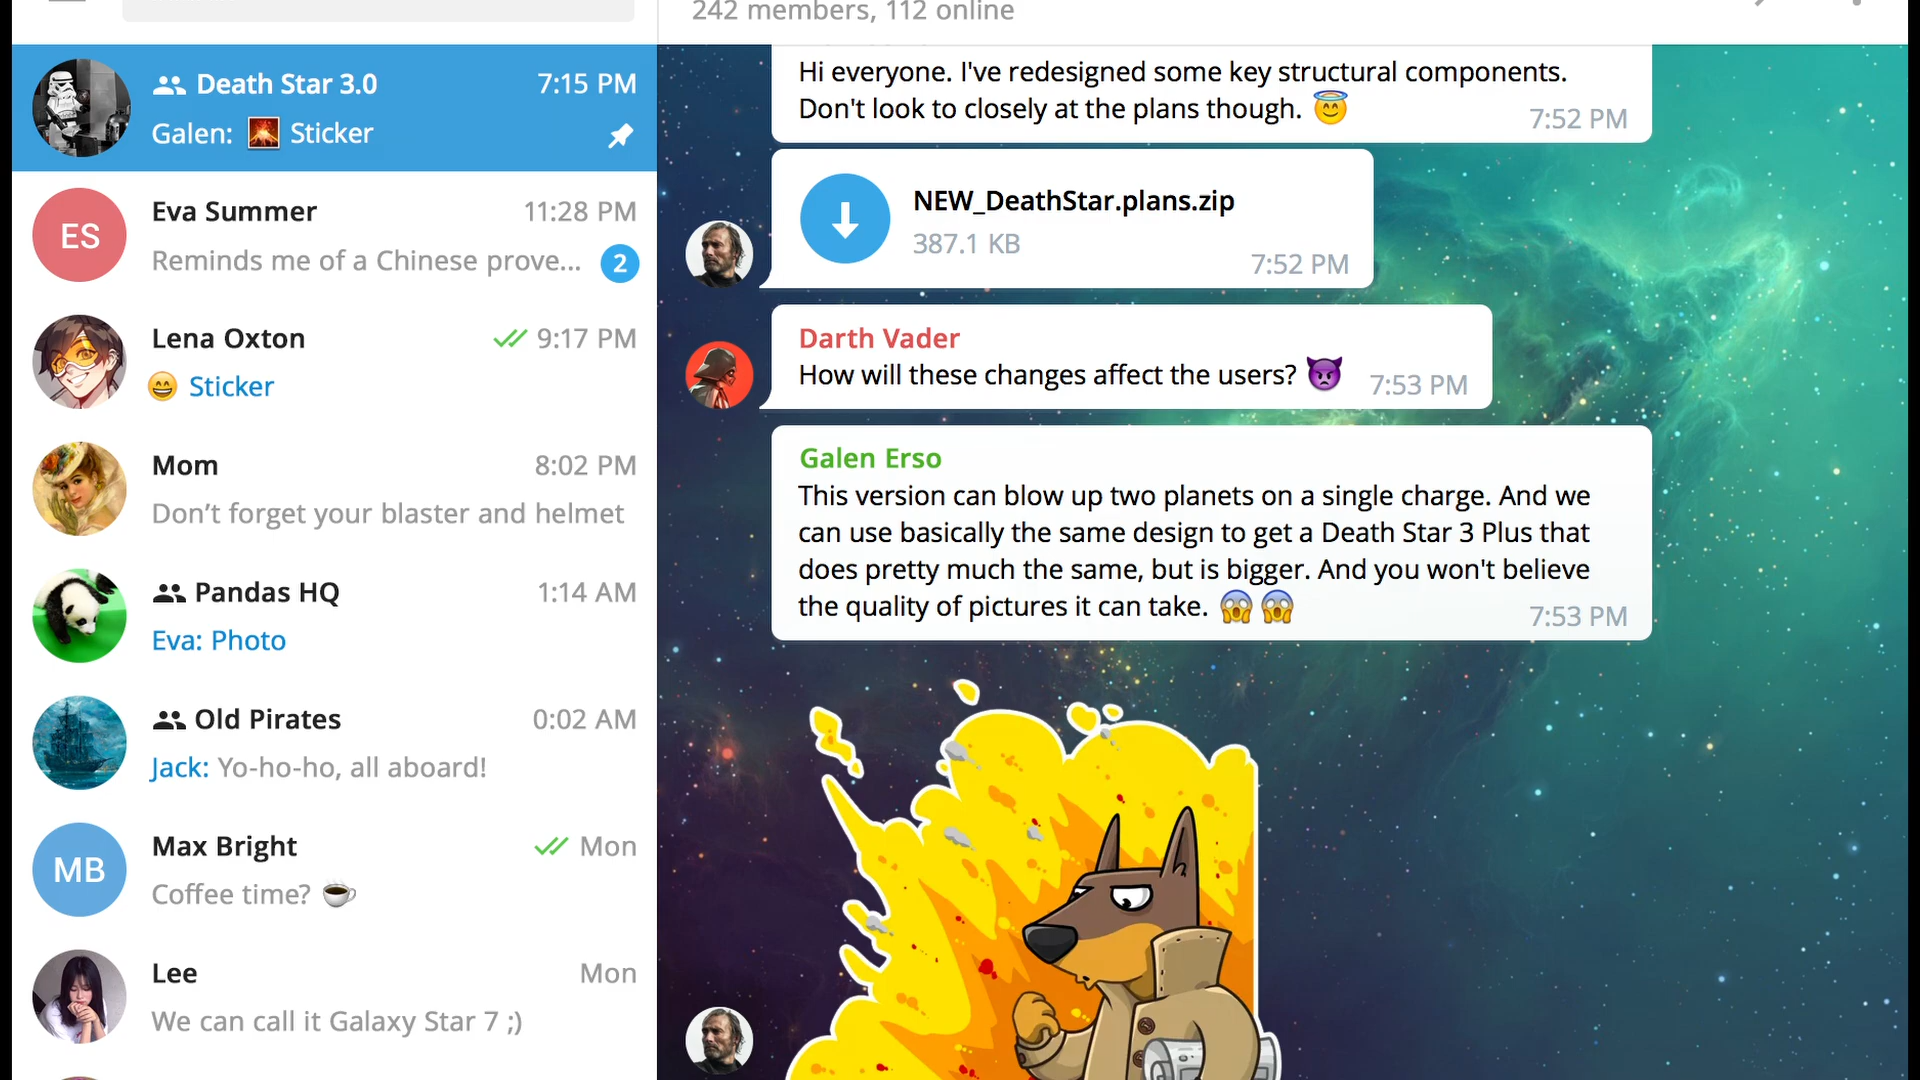 Death Star 3.0 7:15 PM
Galen: Sticker
ES
Eva Summer 11:28 PM
Reminds me of a Chinese prove... 2
Lena Oxton 9:17 PM
Sticker
Mom 8:02 PM
Don’t forget your blaster and helmet
Pandas HQ 1:14 AM
Eva: Photo
Old Pirates 0:02 AM
Jack: Yo-ho-ho, all aboard!
MB
Max Bright Mon
Coffee time?
Lee Mon
We can call it Galaxy Star 7 ;)
242 members, 112 online
Hi everyone. I've redesigned some key structural components.
Don't look to closely at the plans though. 😇
7:52 PM
NEW_DeathStar.plans.zip
387.1 KB
7:52 PM
Darth Vader
How will these changes affect the users? 👿 7:53 PM
Galen Erso
This version can blow up two planets on a single charge. And we
can use basically the same design to get a Death Star 3 Plus that
does pretty much the same, but is bigger. And you won't believe
the quality of pictures it can take. 😱 😱
7:53 PM